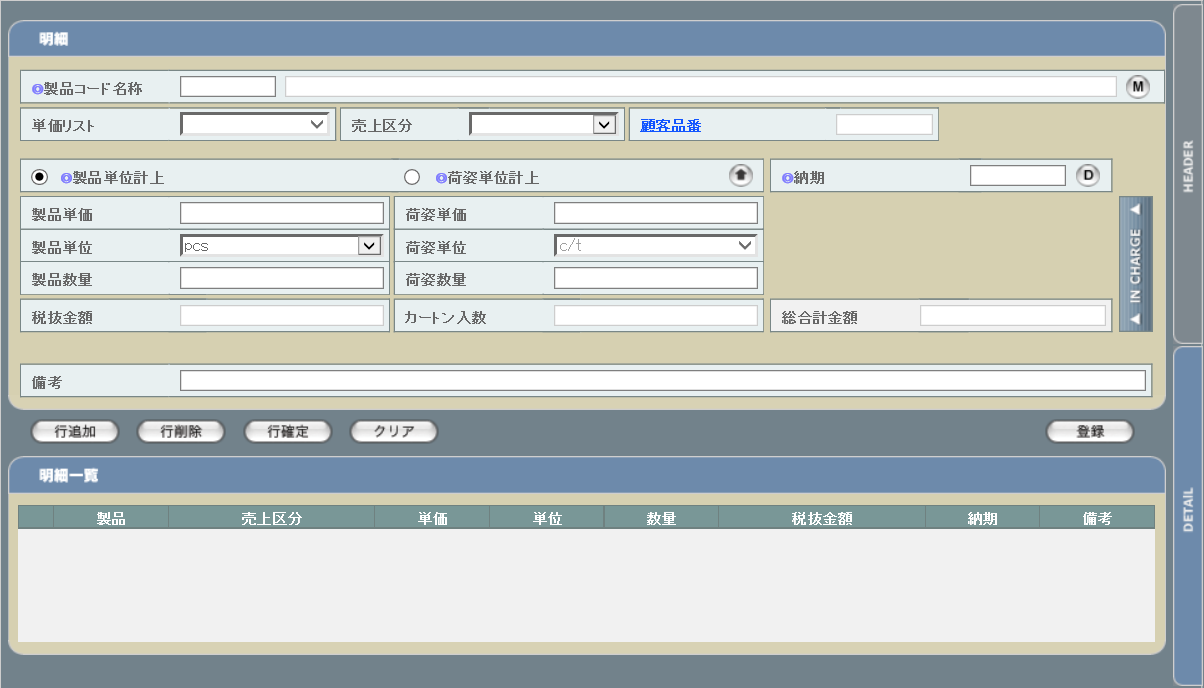 明細
◎製品コード名称 M
単価リスト 売上区分 顧客品番
◎製品単位計上 ◎荷姿単位計上 ◎納期 D
製品単価 荷姿単価
製品単位 pcs 荷姿単位 c/t
製品数量 荷姿数量
税抜金額 カートン入数 総合計金額
備考
行追加 行削除 行確定 クリア 登録
明細一覧
製品 売上区分 単価 単位 数量 税抜金額 納期 備考
HEADER
IN CHARGE
DETAIL